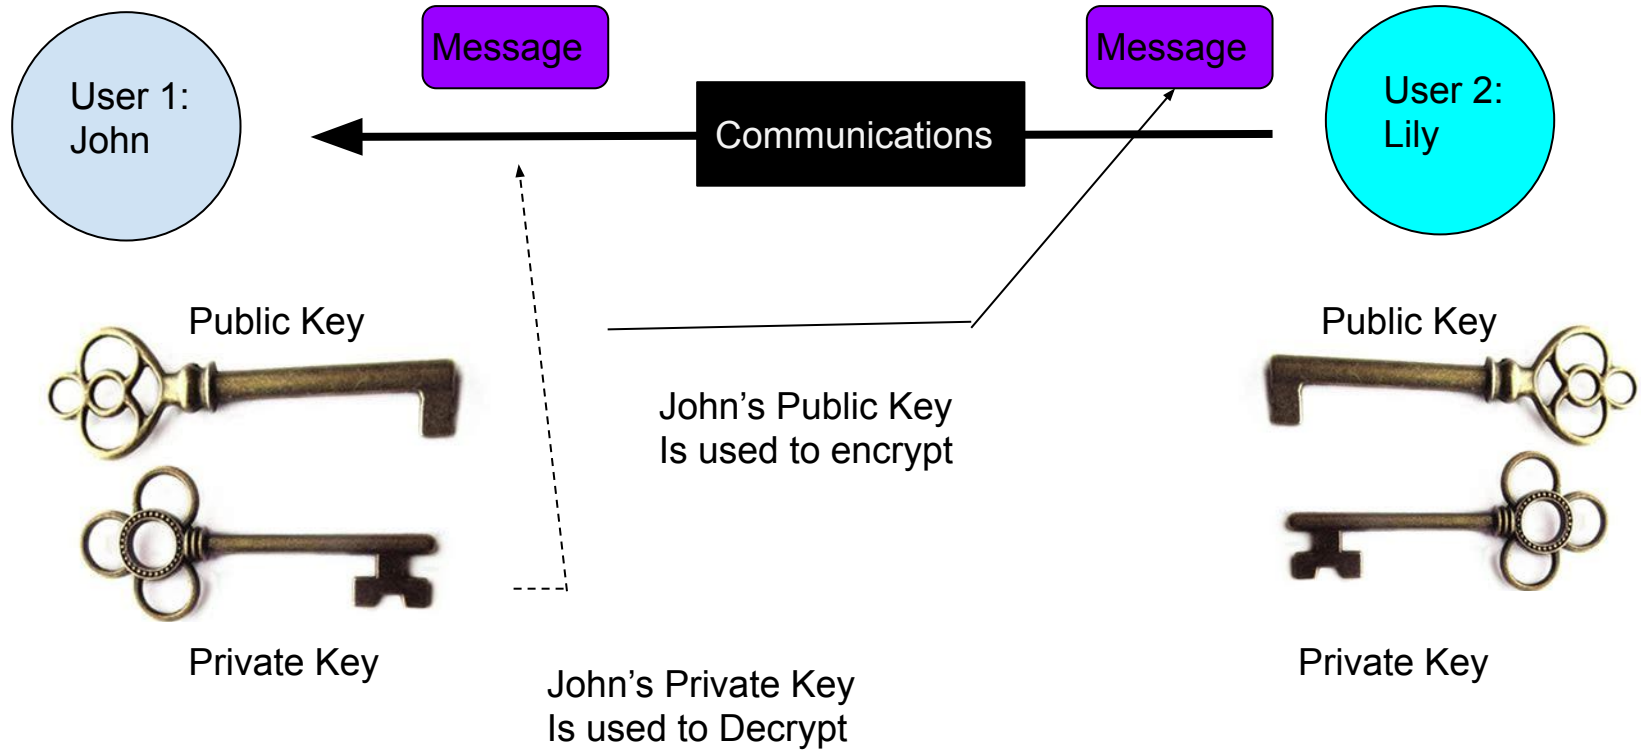 Message
Message
User 1:
John
Communications
User 2:
Lily
Public Key
Public Key
John’s Public Key
Is used to encrypt
Private Key
Private Key
John’s Private Key
Is used to Decrypt